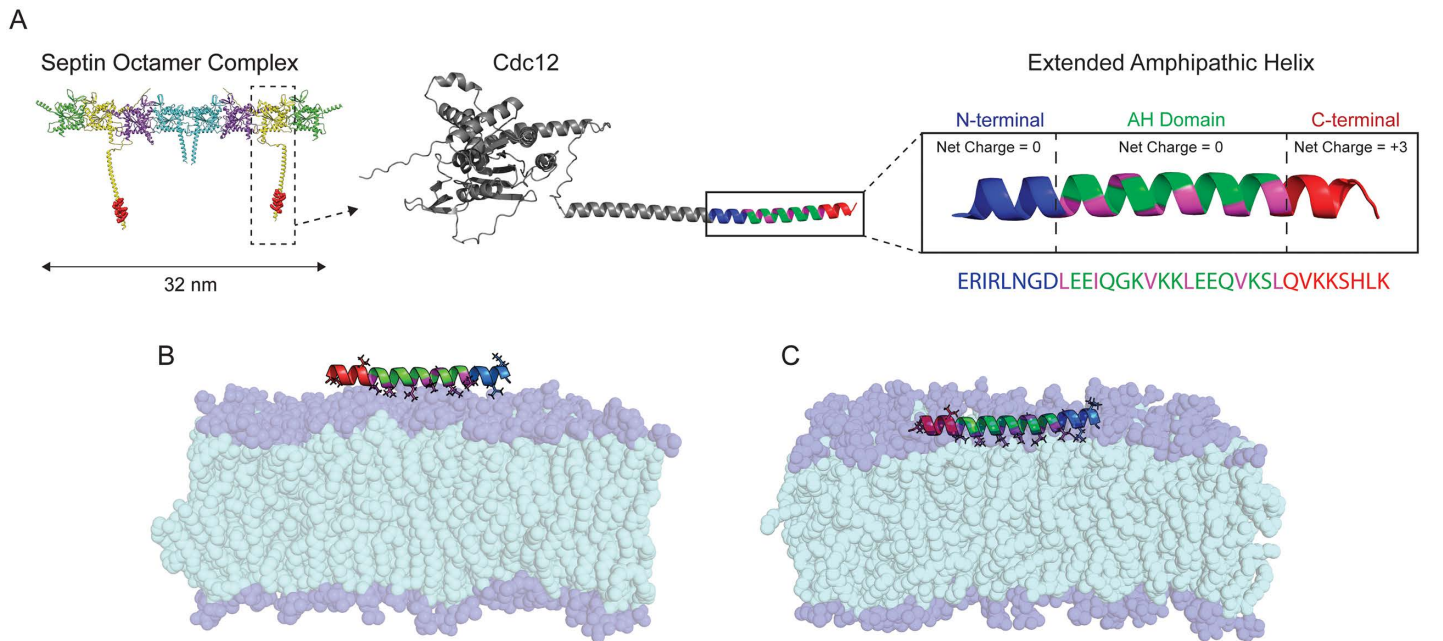 A
Septin Octamer Complex
Cdc12
Extended Amphipathic Helix
N-terminal
AH Domain
C-terminal
Net Charge = 0
Net Charge = 0
Net Charge = +3
32 nm
ERIRLNGDLEEIQGKVKKLEEQVKSLQVKKSHLK
B
C